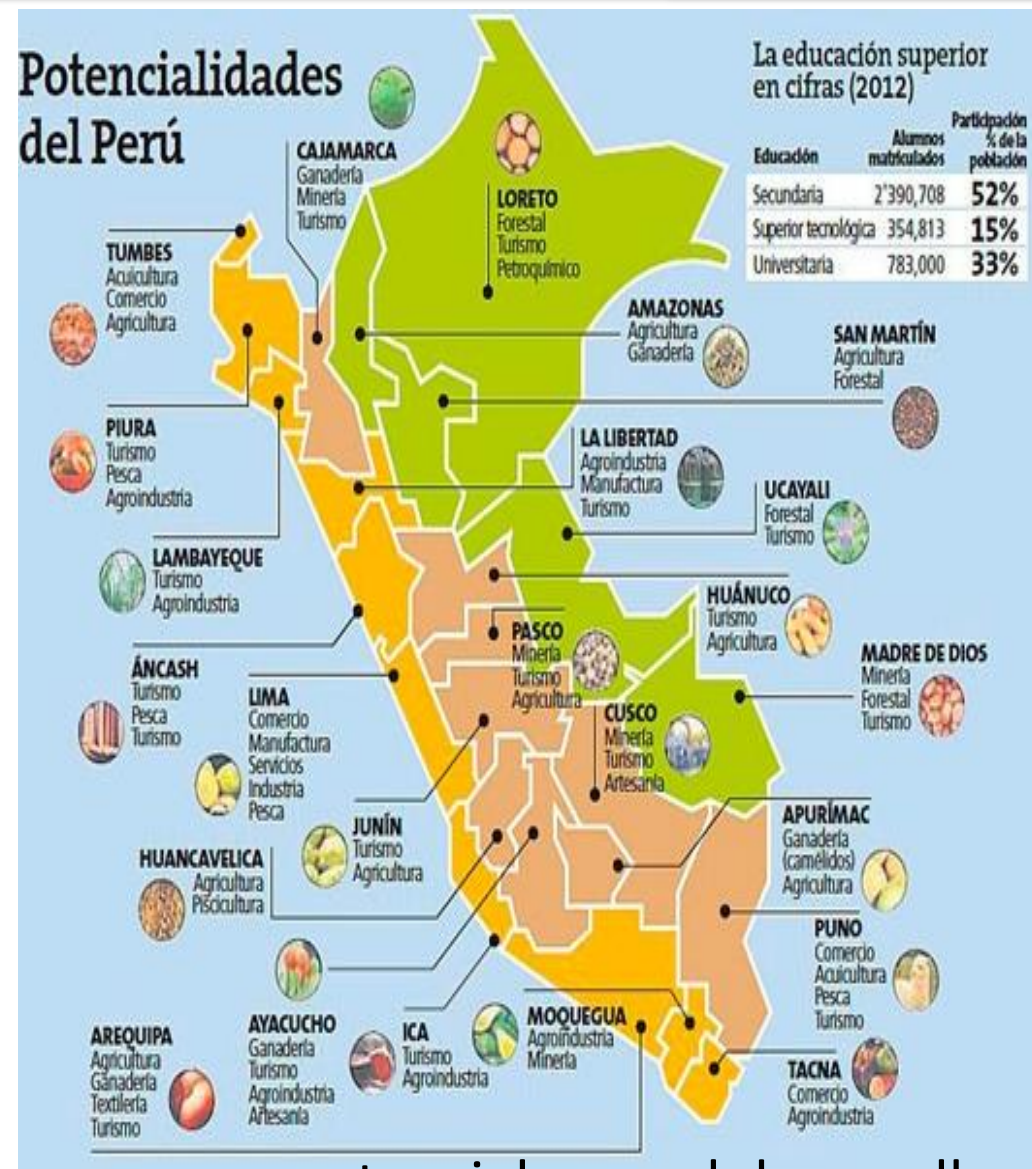 Potencialidades
del Perú
La educación superior
en cifras (2012)
Educación Alumnos matriculados Participación % de la población
Secundaria 2'390,708 52%
Superior tecnológica 354,813 15%
Universitaria 783,000 33%
CAJAMARCA
Ganadería
Minería
Turismo
LORETO
Forestal
Turismo
Petroquímico
TUMBES
Acuicultura
Comercio
Agricultura
AMAZONAS
Agricultura
Ganadería
SAN MARTÍN
Agricultura
Forestal
PIURA
Turismo
Pesca
Agroindustria
LA LIBERTAD
Agroindustria
Manufactura
Turismo
UCAYALI
Forestal
Turismo
LAMBAYEQUE
Turismo
Agroindustria
HUÁNUCO
Turismo
Agricultura
PASCO
Minería
Turismo
Agricultura
MADRE DE DIOS
Minería
Forestal
Turismo
ÁNCASH
Turismo
Pesca
Turismo
LIMA
Comercio
Manufactura
Servicios
Industria
Pesca
CUSCO
Minería
Turismo
Artesanía
JUNÍN
Turismo
Agricultura
APURÍMAC
Ganadería
(camélidos)
Agricultura
HUANCAVELICA
Agricultura
Piscicultura
PUNO
Comercio
Acuicultura
Pesca
Turismo
AREQUIPA
Agricultura
Ganadería
Textilería
Turismo
AYACUCHO
Ganadería
Turismo
Agroindustria
Artesanía
ICA
Turismo
Agroindustria
MOQUEGUA
Agroindustria
Minería
TACNA
Comercio
Agroindustria